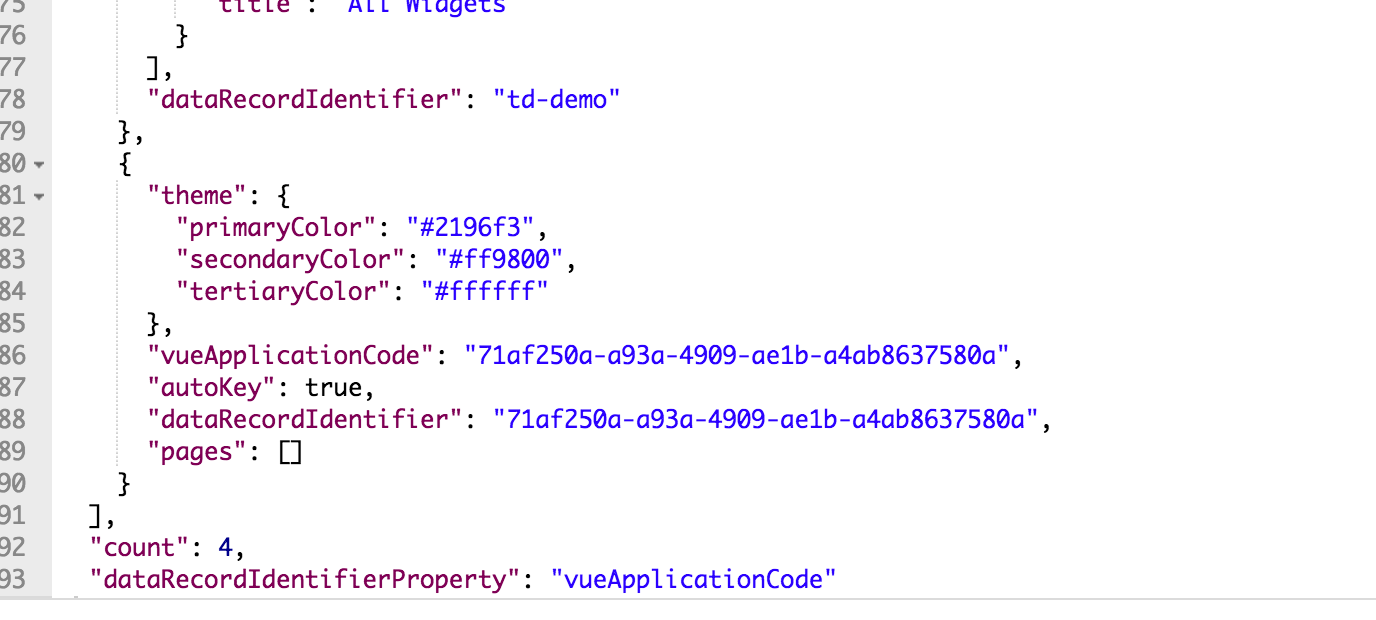 75 "title": "All Widgets
76 }
77 ],
78 "dataRecordIdentifier": "td-demo"
79 },
80 {
81 "theme": {
82 "primaryColor": "#2196f3",
83 "secondaryColor": "#ff9800",
84 "tertiaryColor": "#ffffff"
85 },
86 "vueApplicationCode": "71af250a-a93a-4909-ae1b-a4ab8637580a",
87 "autoKey": true,
88 "dataRecordIdentifier": "71af250a-a93a-4909-ae1b-a4ab8637580a",
89 "pages": []
90 }
91 ],
92 "count": 4,
93 "dataRecordIdentifierProperty": "vueApplicationCode"